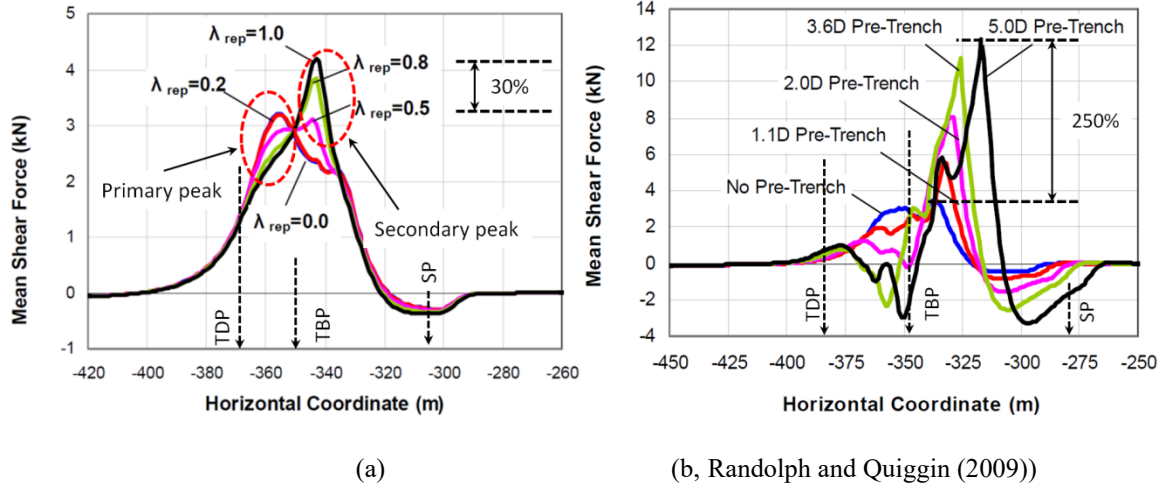 Mean Shear Force (kN)
5
4
3
2
1
0
-1
λ rep=1.0
λ rep=0.8
λ rep=0.2
λ rep=0.5
30%
Primary peak
λ rep=0.0
Secondary peak
TDP
TBP
SP
-420 -400 -380 -360 -340 -320 -300 -280 -260
Horizontal Coordinate (m)
(a)
Mean Shear Force (kN)
14
12
10
8
6
4
2
0
-2
-4
3.6D Pre-Trench
5.0D Pre-Trench
2.0D Pre-Trench
1.1D Pre-Trench
250%
No Pre-Trench
TDP
TBP
SP
-450 -425 -400 -375 -350 -325 -300 -275 -250
Horizontal Coordinate (m)
(b, Randolph and Quiggin (2009))